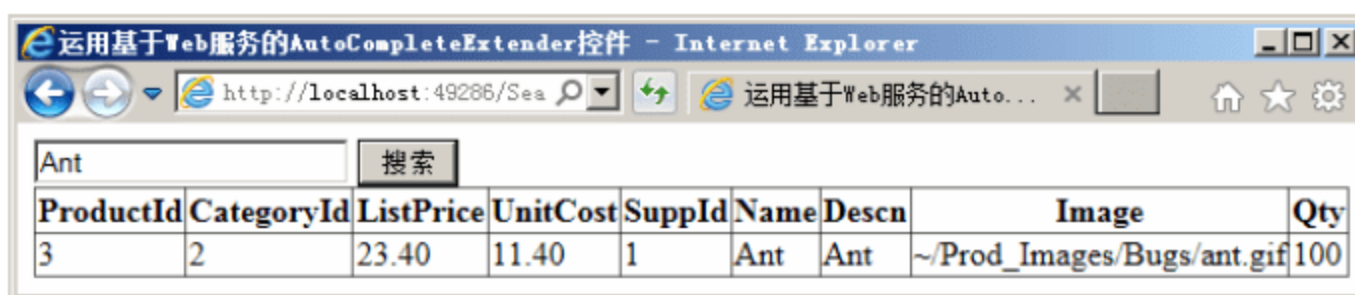 运用基于Web服务的AutoCompleteExtender控件 - Internet Explorer
http://localhost:49286/Sea 运用基于Web服务的Auto...
Ant 搜索
ProductId CategoryId ListPrice UnitCost SuppId Name Descn Image Qty
3 2 23.40 11.40 1 Ant Ant ~/Prod_Images/Bugs/ant.gif 100